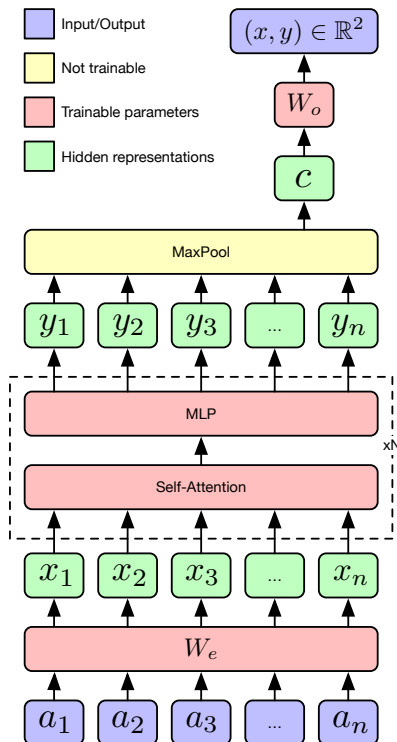 Input/Output
(x, y) ∈ ℝ²
Not trainable
Trainable parameters
W_o
Hidden representations
c
MaxPool
y_1 y_2 y_3 ... y_n
MLP
xN
Self-Attention
x_1 x_2 x_3 ... x_n
W_e
a_1 a_2 a_3 ... a_n